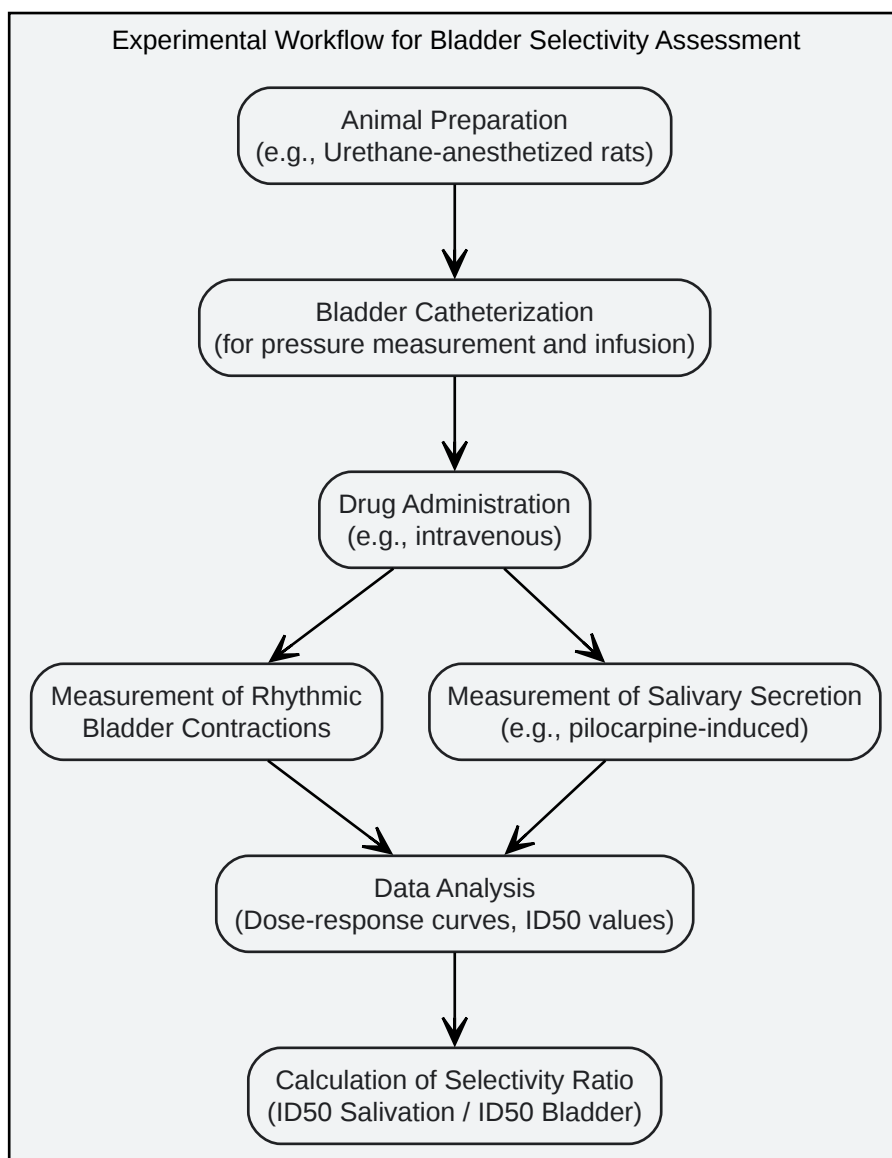 Experimental Workflow for Bladder Selectivity Assessment
Animal Preparation
(e.g., Urethane-anesthetized rats)
Bladder Catheterization
(for pressure measurement and infusion)
Drug Administration
(e.g., intravenous)
Measurement of Rhythmic
Bladder Contractions
Measurement of Salivary Secretion
(e.g., pilocarpine-induced)
Data Analysis
(Dose-response curves, ID50 values)
Calculation of Selectivity Ratio
(ID50 Salivation / ID50 Bladder)